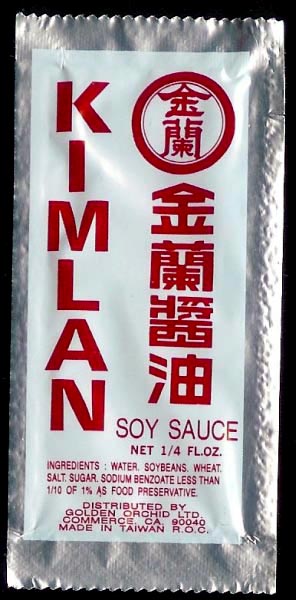 KIMLAN
金蘭
金蘭醬油
SOY SAUCE
NET 1/4 FL.OZ.
INGREDIENTS : WATER. SOYBEANS. WHEAT.
SALT. SUGAR. SODIUM BENZOATE LESS THAN
1/10 OF 1% AS FOOD PRESERVATIVE.
DISTRIBUTED BY
GOLDEN ORCHID LTD.
COMMERCE, CA. 90040
MADE IN TAIWAN R.O.C.